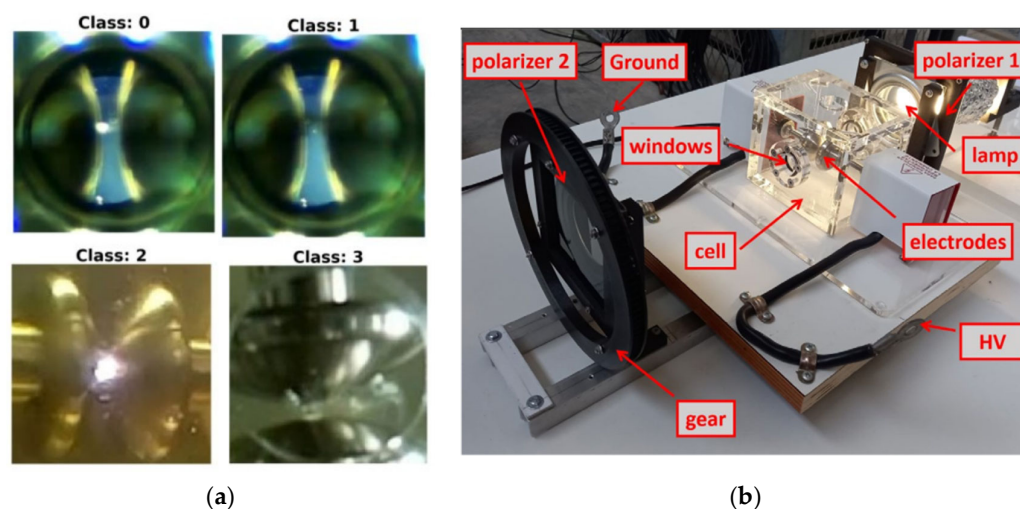 Class: 0
Class: 1
Class: 2
Class: 3
(a)
polarizer 2
Ground
polarizer 1
windows
lamp
cell
electrodes
HV
gear
(b)